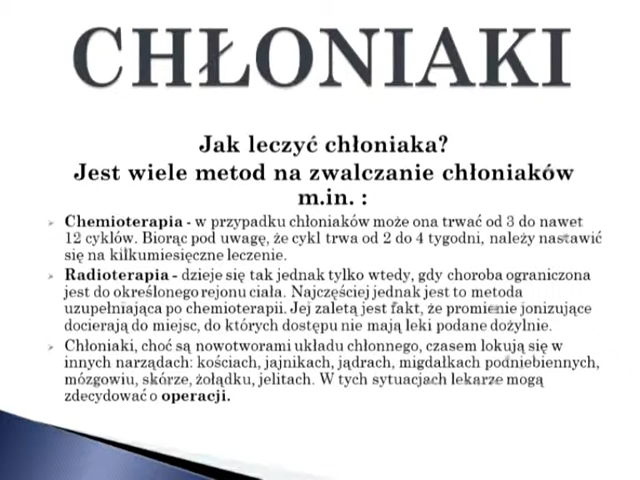 CHŁONIAKI
Jak leczyć chłoniaka?
Jest wiele metod na zwalczanie chłoniaków
m.in. :
Chemioterapia - w przypadku chłoniaków może ona trwać od 3 do nawet
12 cyklów. Biorąc pod uwagę, że cykl trwa od 2 do 4 tygodni, należy nastawić
się na kilkumiesięczne leczenie.
Radioterapia - dzieje się tak jednak tylko wtedy, gdy choroba ograniczona
jest do określonego rejonu ciała. Najczęściej jednak jest to metoda
uzupełniająca po chemioterapii. Jej zaletą jest fakt, że promienie jonizujące
docierają do miejsc, do których dostępu nie mają leki podane dożylnie.
Chłoniaki, choć są nowotworami układu chłonnego, czasem lokują się w
innych narządach: kościach, jajnikach, jądrach, migdałkach podniebiennych,
mózgowiu, skórze, żołądku, jelitach. W tych sytuacjach lekarze mogą
zdecydować o operacji.